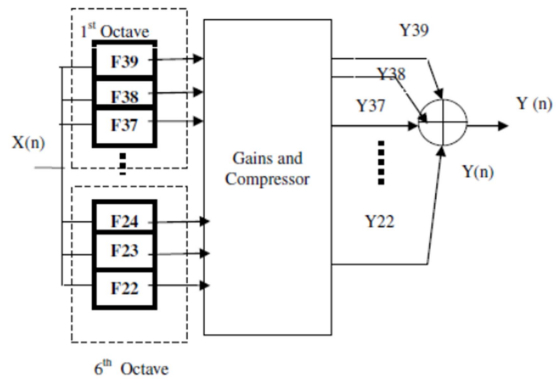 1st Octave
F39
F38
F37
X(n)
F24
F23
F22
6th Octave
Gains and
Compressor
Y39
Y38
Y37
Y22
Y (n)
Y(n)